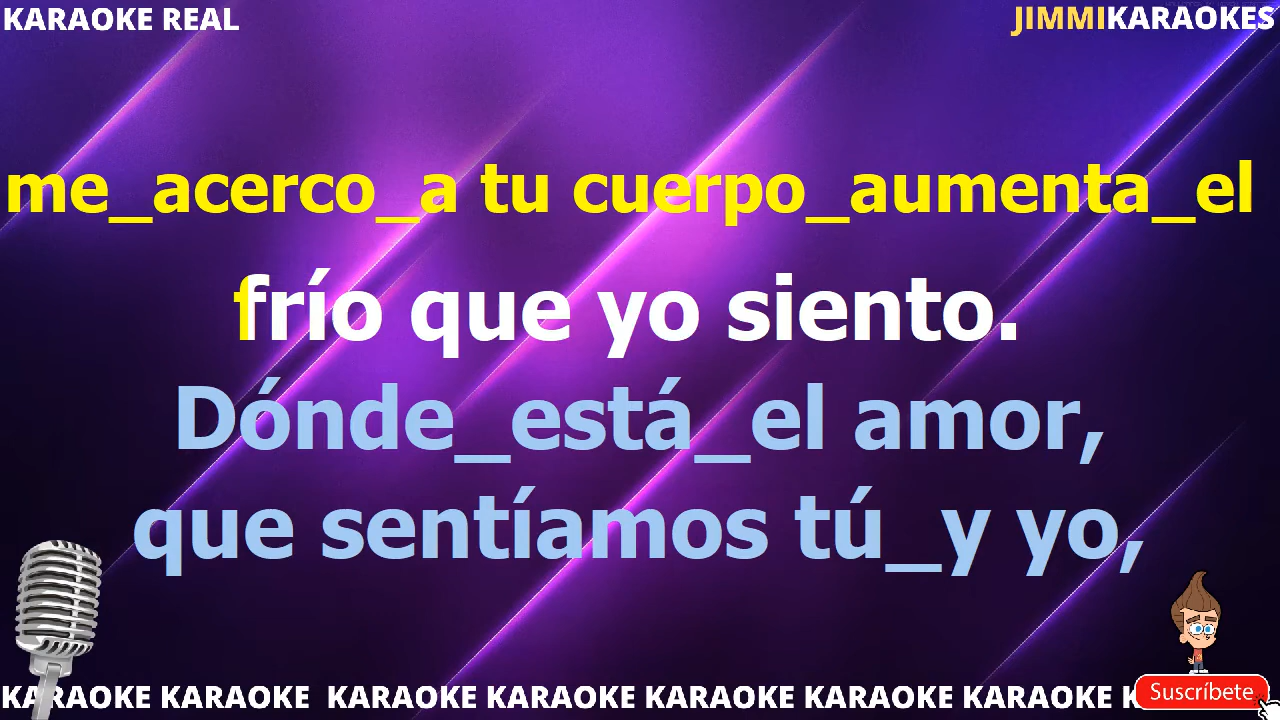 KARAOKE REAL
JIMMIKARAOKES
me_acerco_a tu cuerpo_aumenta_el
frío que yo siento.
Dónde_está_el amor,
que sentíamos tú_y yo,
KARAOKE KARAOKE KARAOKE KARAOKE KARAOKE KARAOKE KARAOKE K
Suscríbete